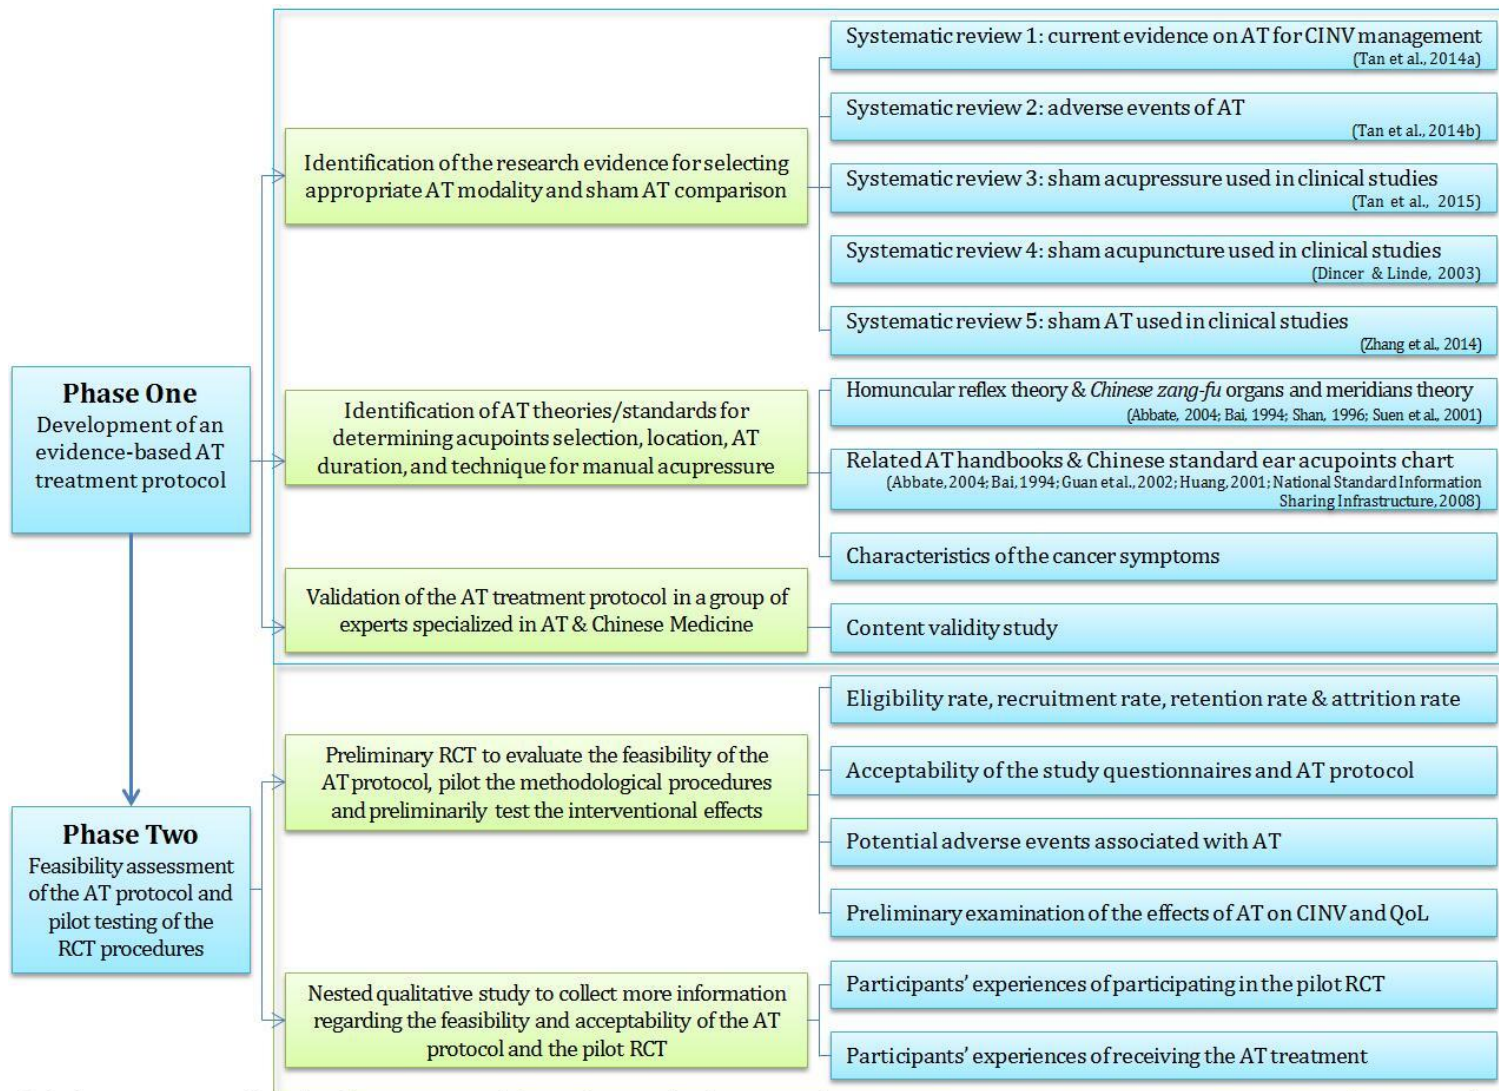 Phase One
Development of an
evidence-based AT
treatment protocol
Identification of the research evidence for selecting
appropriate AT modality and sham AT comparison
Systematic review 1: current evidence on AT for CINV management
(Tan et al., 2014a)
Systematic review 2: adverse events of AT
(Tan et al., 2014b)
Systematic review 3: sham acupressure used in clinical studies
(Tan et al., 2015)
Systematic review 4: sham acupuncture used in clinical studies
(Dincer & Linde, 2003)
Systematic review 5: sham AT used in clinical studies
(Zhang et al., 2014)
Identification of AT theories/standards for
determining acupoints selection, location, AT
duration, and technique for manual acupressure
Homuncular reflex theory & Chinese zang-fu organs and meridians theory
(Abbate, 2004; Bai, 1994; Shan, 1996; Suen et al., 2001)
Related AT handbooks & Chinese standard ear acupoints chart
(Abbate, 2004; Bai, 1994; Guan et al., 2002; Huang, 2001; National Standard Information
Sharing Infrastructure, 2008)
Characteristics of the cancer symptoms
Validation of the AT treatment protocol in a group of
experts specialized in AT & Chinese Medicine
Content validity study
Phase Two
Feasibility assessment
of the AT protocol and
pilot testing of the
RCT procedures
Preliminary RCT to evaluate the feasibility of the
AT protocol, pilot the methodological procedures
and preliminarily test the interventional effects
Eligibility rate, recruitment rate, retention rate & attrition rate
Acceptability of the study questionnaires and AT protocol
Potential adverse events associated with AT
Preliminary examination of the effects of AT on CINV and QoL
Nested qualitative study to collect more information
regarding the feasibility and acceptability of the AT
protocol and the pilot RCT
Participants' experiences of participating in the pilot RCT
Participants' experiences of receiving the AT treatment